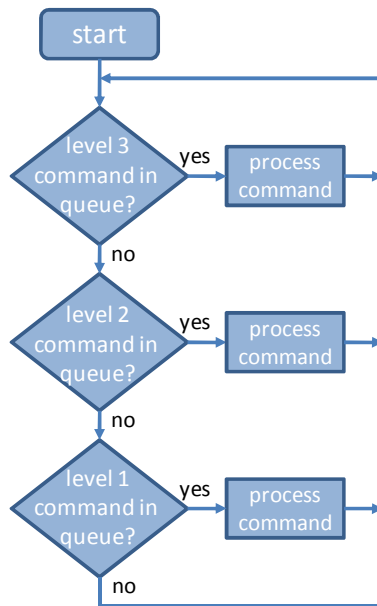 start
level 3
command in
queue?
yes
process
command
no
level 2
command in
queue?
yes
process
command
no
level 1
command in
queue?
yes
process
command
no